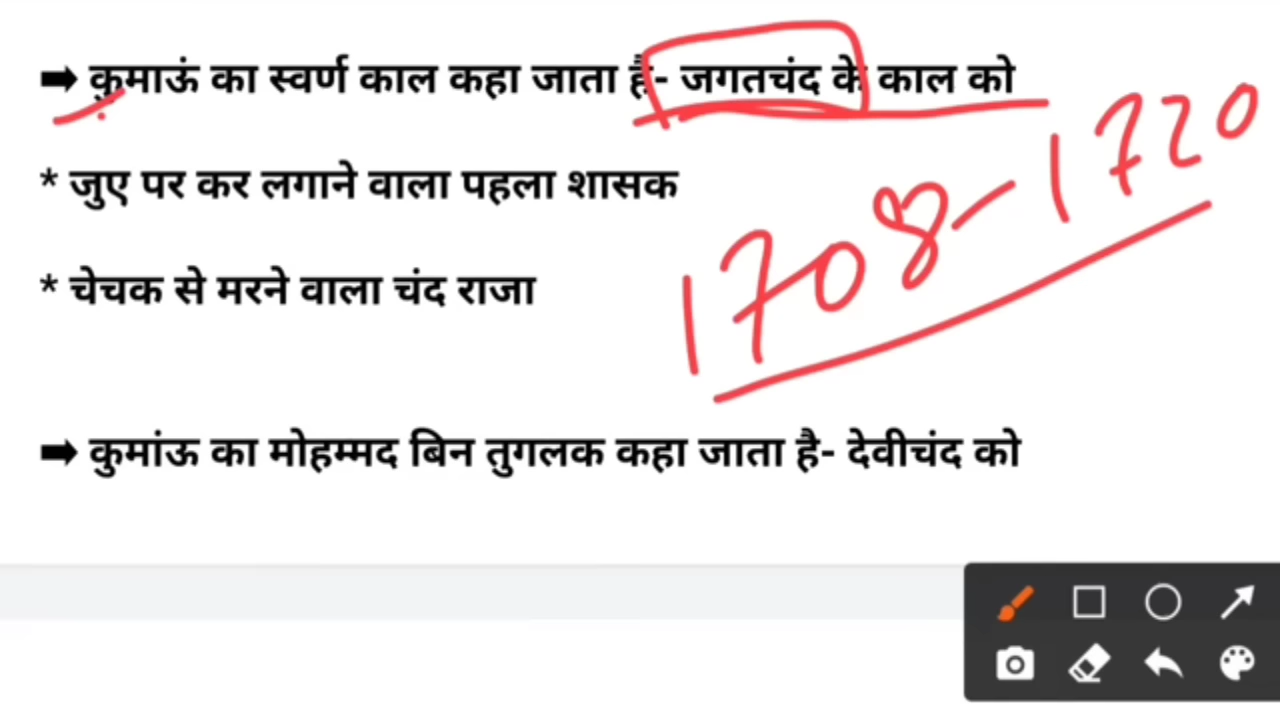 ➡ कुमाऊं का स्वर्ण काल कहा जाता है- जगतचंद के काल को
* जुए पर कर लगाने वाला पहला शासक
1708-1720
* चेचक से मरने वाला चंद राजा
➡ कुमांऊ का मोहम्मद बिन तुगलक कहा जाता है- देवीचंद को